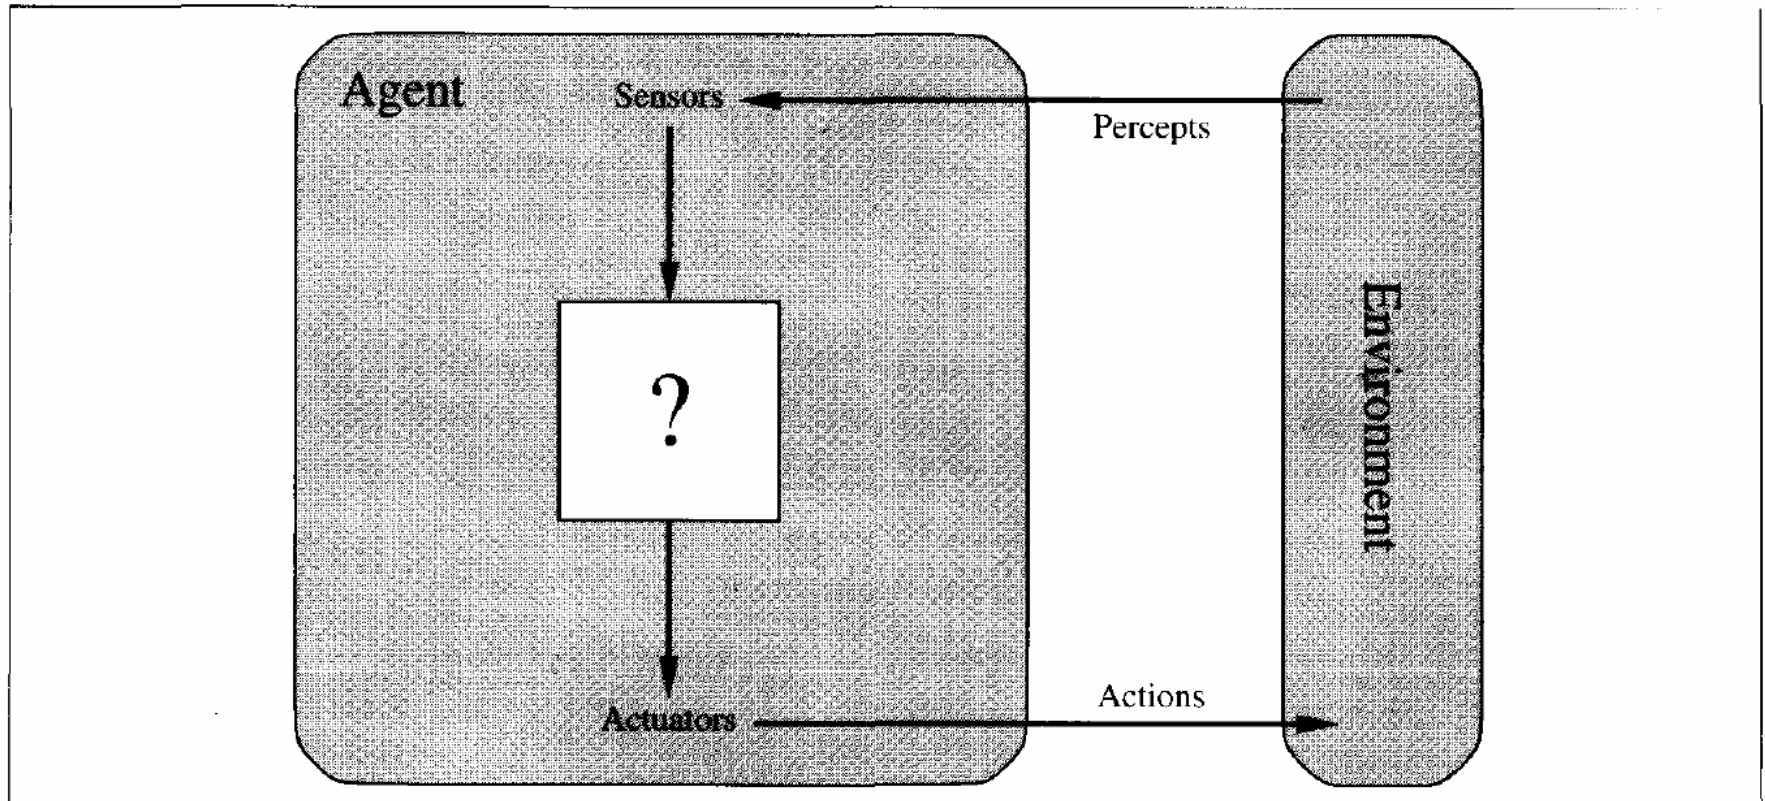 Agent
Sensors
Percepts
?
Environment
Actions
Actuators